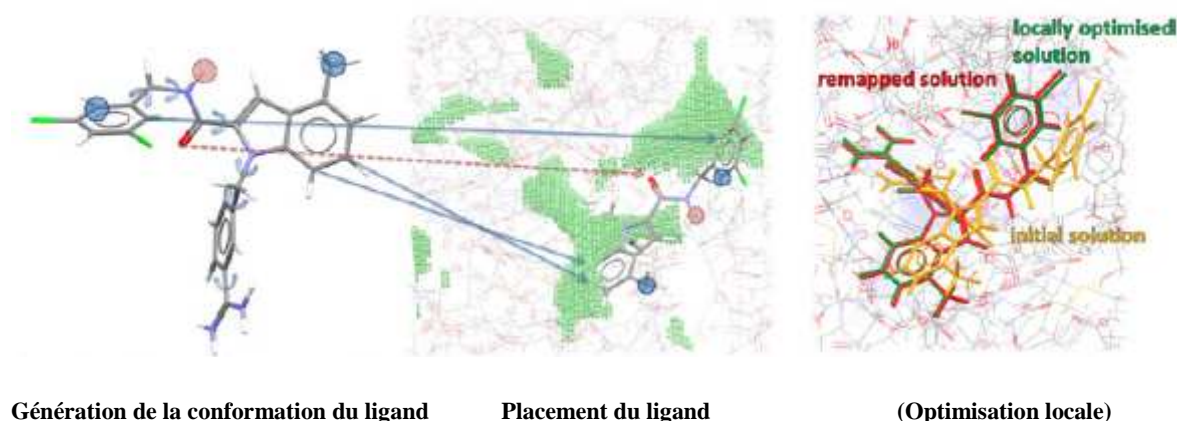 locally optimised
solution
remapped solution
initial solution
Génération de la conformation du ligand Placement du ligand (Optimisation locale)